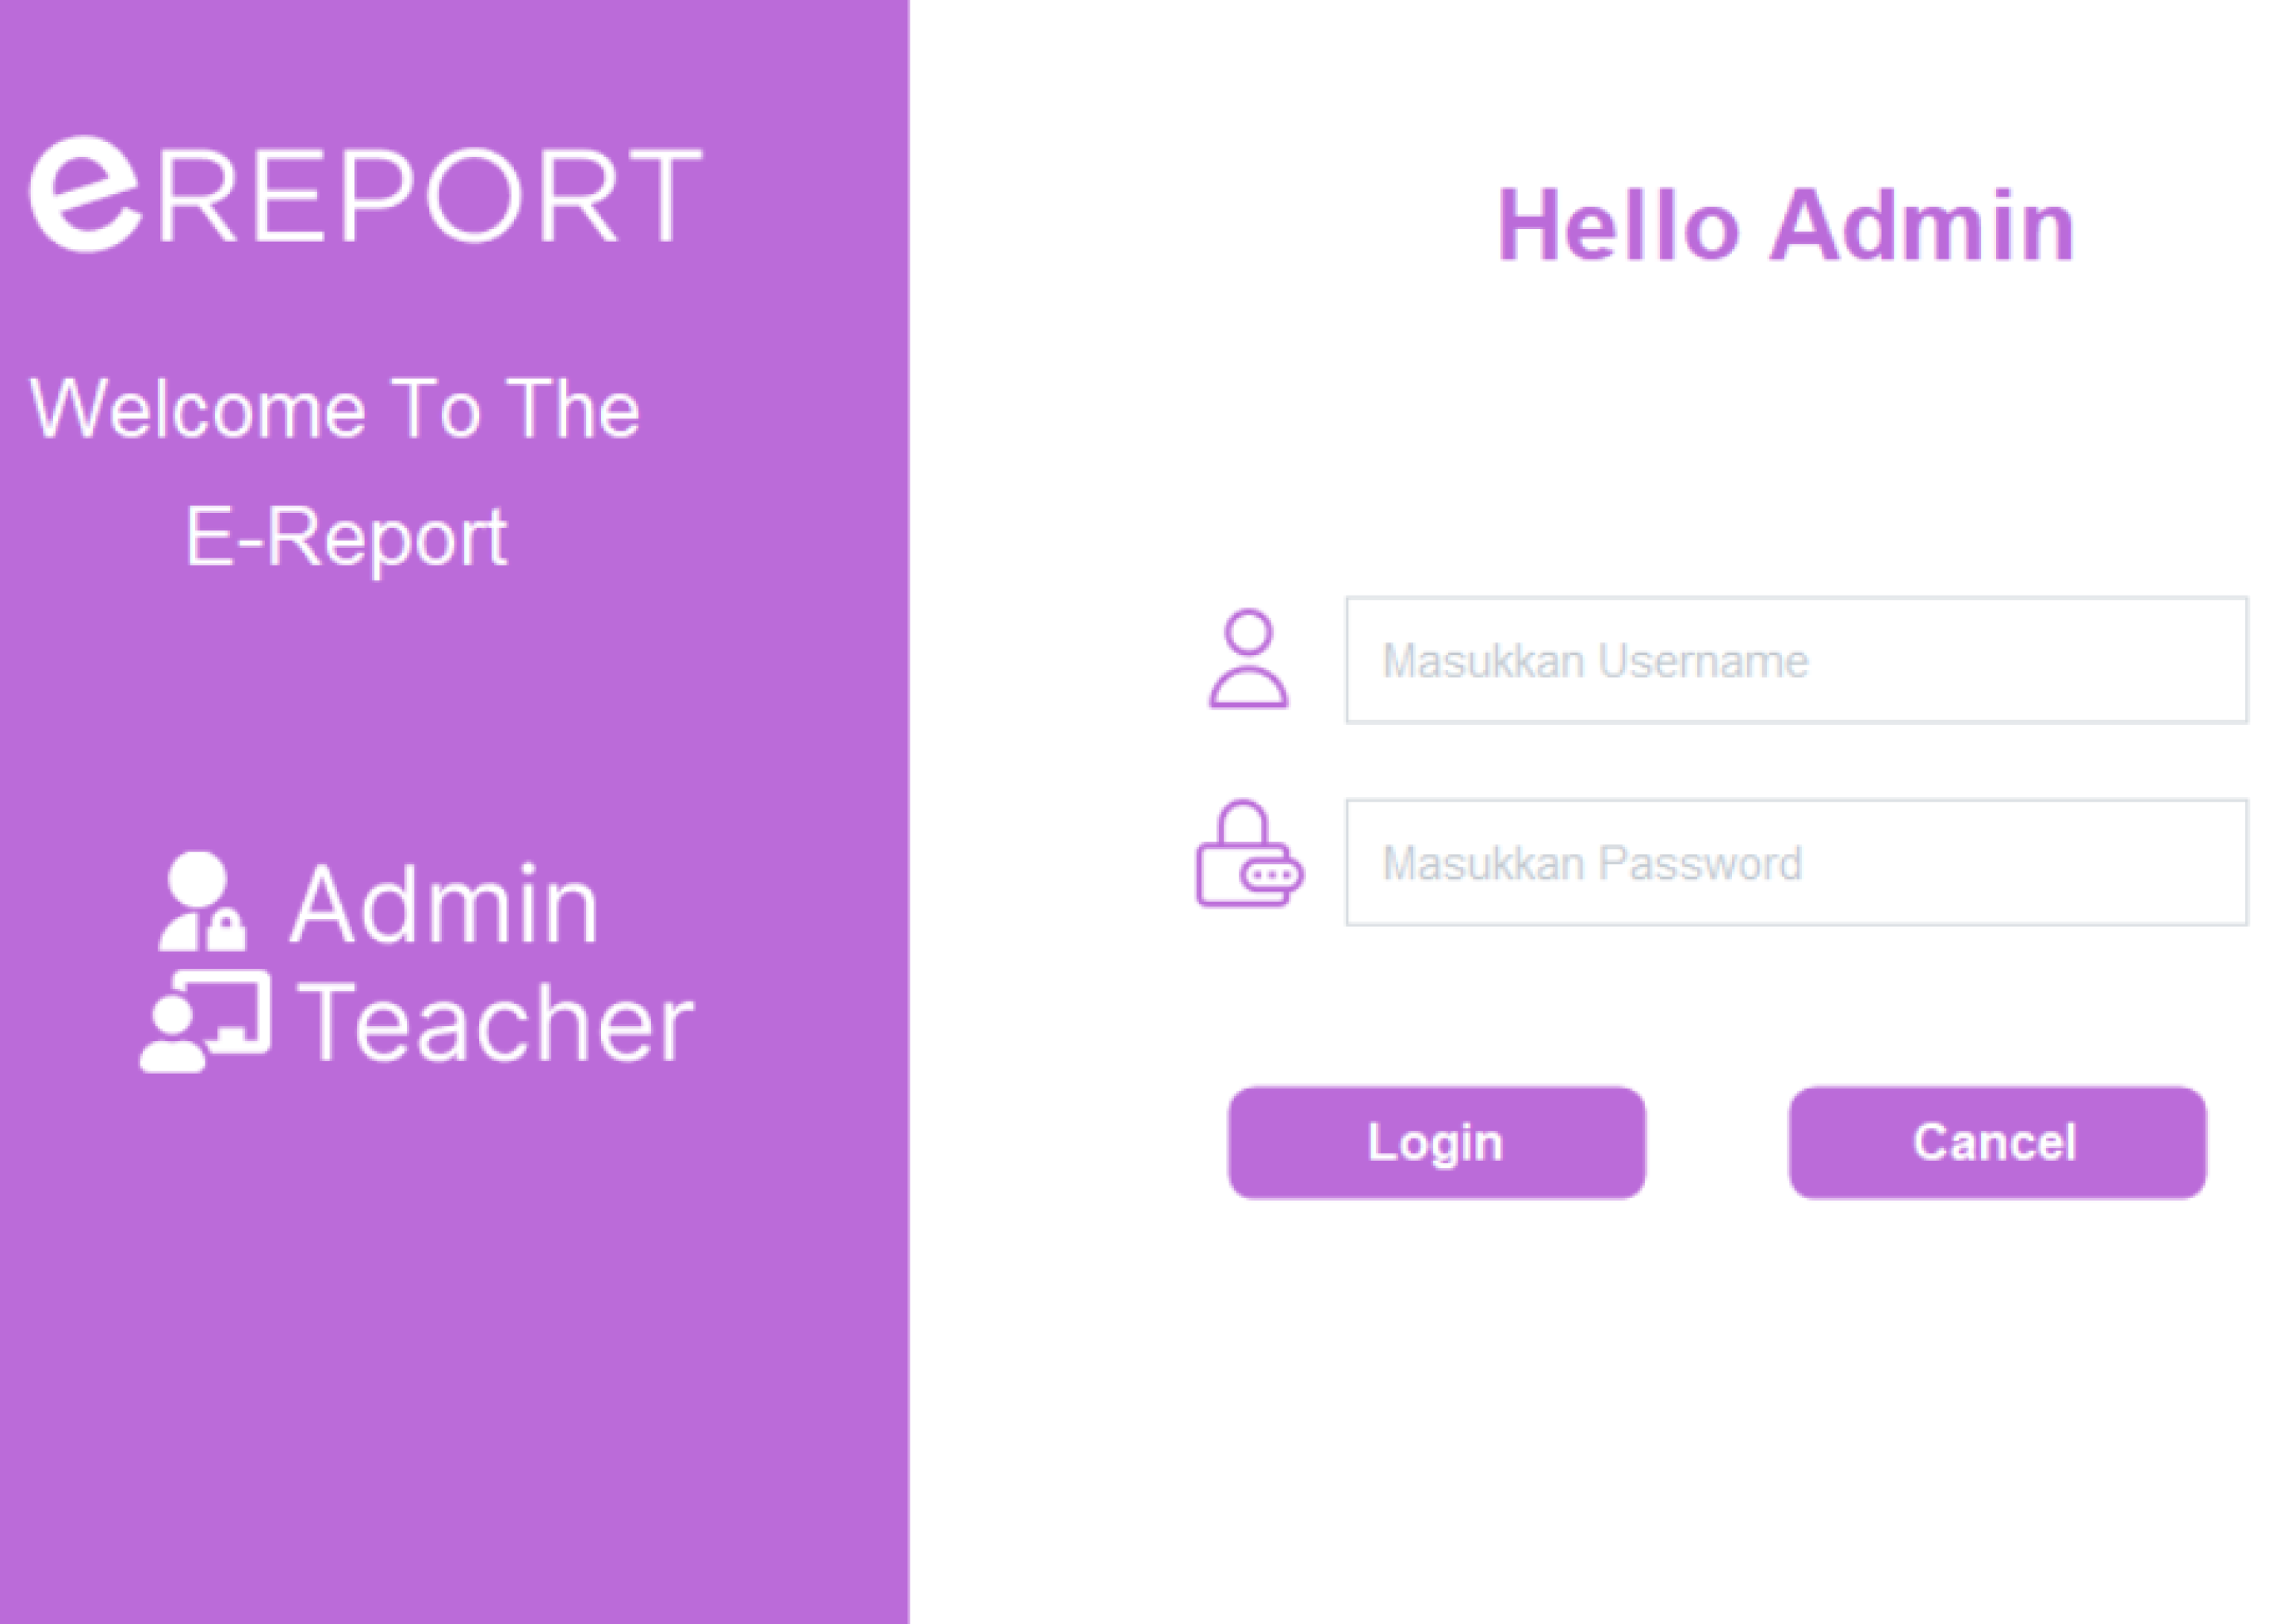 eREPORT
Welcome To The
E-Report
Admin
Teacher
Hello Admin
Masukkan Username
Masukkan Password
Login
Cancel